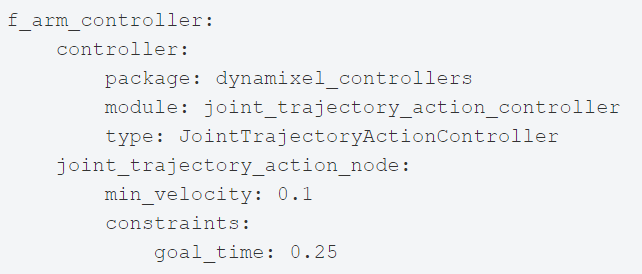 f_arm_controller:
    controller:
        package: dynamixel_controllers
        module: joint_trajectory_action_controller
        type: JointTrajectoryActionController
    joint_trajectory_action_node:
        min_velocity: 0.1
        constraints:
            goal_time: 0.25